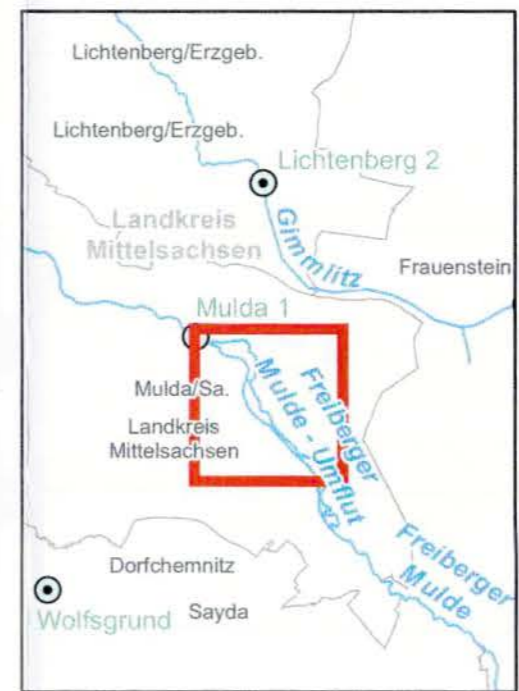 Lichtenberg/Erzgeb.
Lichtenberg/Erzgeb.
Lichtenberg 2
Landkreis
Mittelsachsen
Gimmlitz
Frauenstein
Mulda 1
Mulda/Sa.
Landkreis
Mittelsachsen
Freiberger
Mulde - Umflut
Freiberger
Mulde
Dorfchemnitz
Wolfsgrund
Sayda